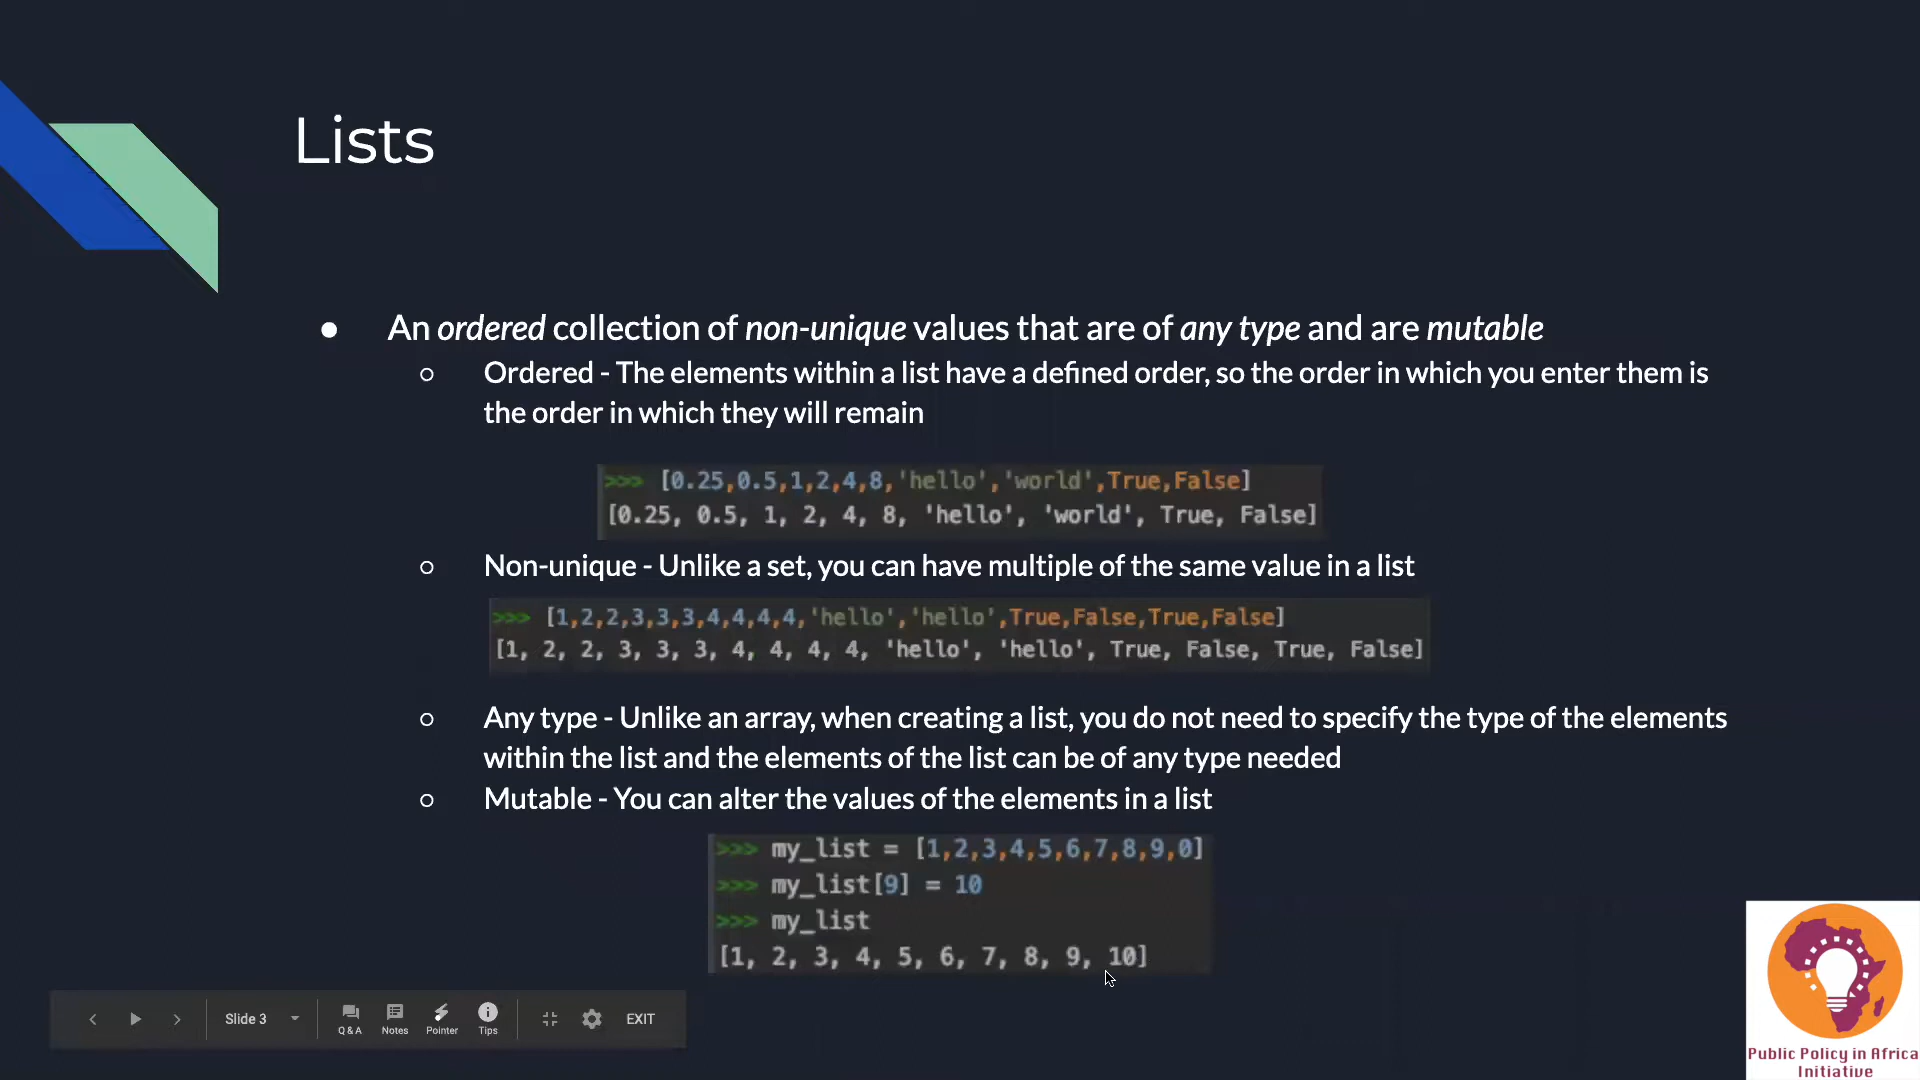 Lists
● An ordered collection of non-unique values that are of any type and are mutable
○ Ordered - The elements within a list have a defined order, so the order in which you enter them is
the order in which they will remain
>>> [0.25,0.5,1,2,4,8,'hello','world',True,False]
[0.25, 0.5, 1, 2, 4, 8, 'hello', 'world', True, False]
○ Non-unique - Unlike a set, you can have multiple of the same value in a list
>>> [1,2,2,3,3,3,4,4,4,4,'hello','hello',True,False,True,False]
[1, 2, 2, 3, 3, 3, 4, 4, 4, 4, 'hello', 'hello', True, False, True, False]
○ Any type - Unlike an array, when creating a list, you do not need to specify the type of the elements
within the list and the elements of the list can be of any type needed
○ Mutable - You can alter the values of the elements in a list
>>> my_list = [1,2,3,4,5,6,7,8,9,0]
>>> my_list[9] = 10
>>> my_list
[1, 2, 3, 4, 5, 6, 7, 8, 9, 10]
Slide 3 Q & A Notes Pointer Tips EXIT
Public Policy in Africa
Initiative